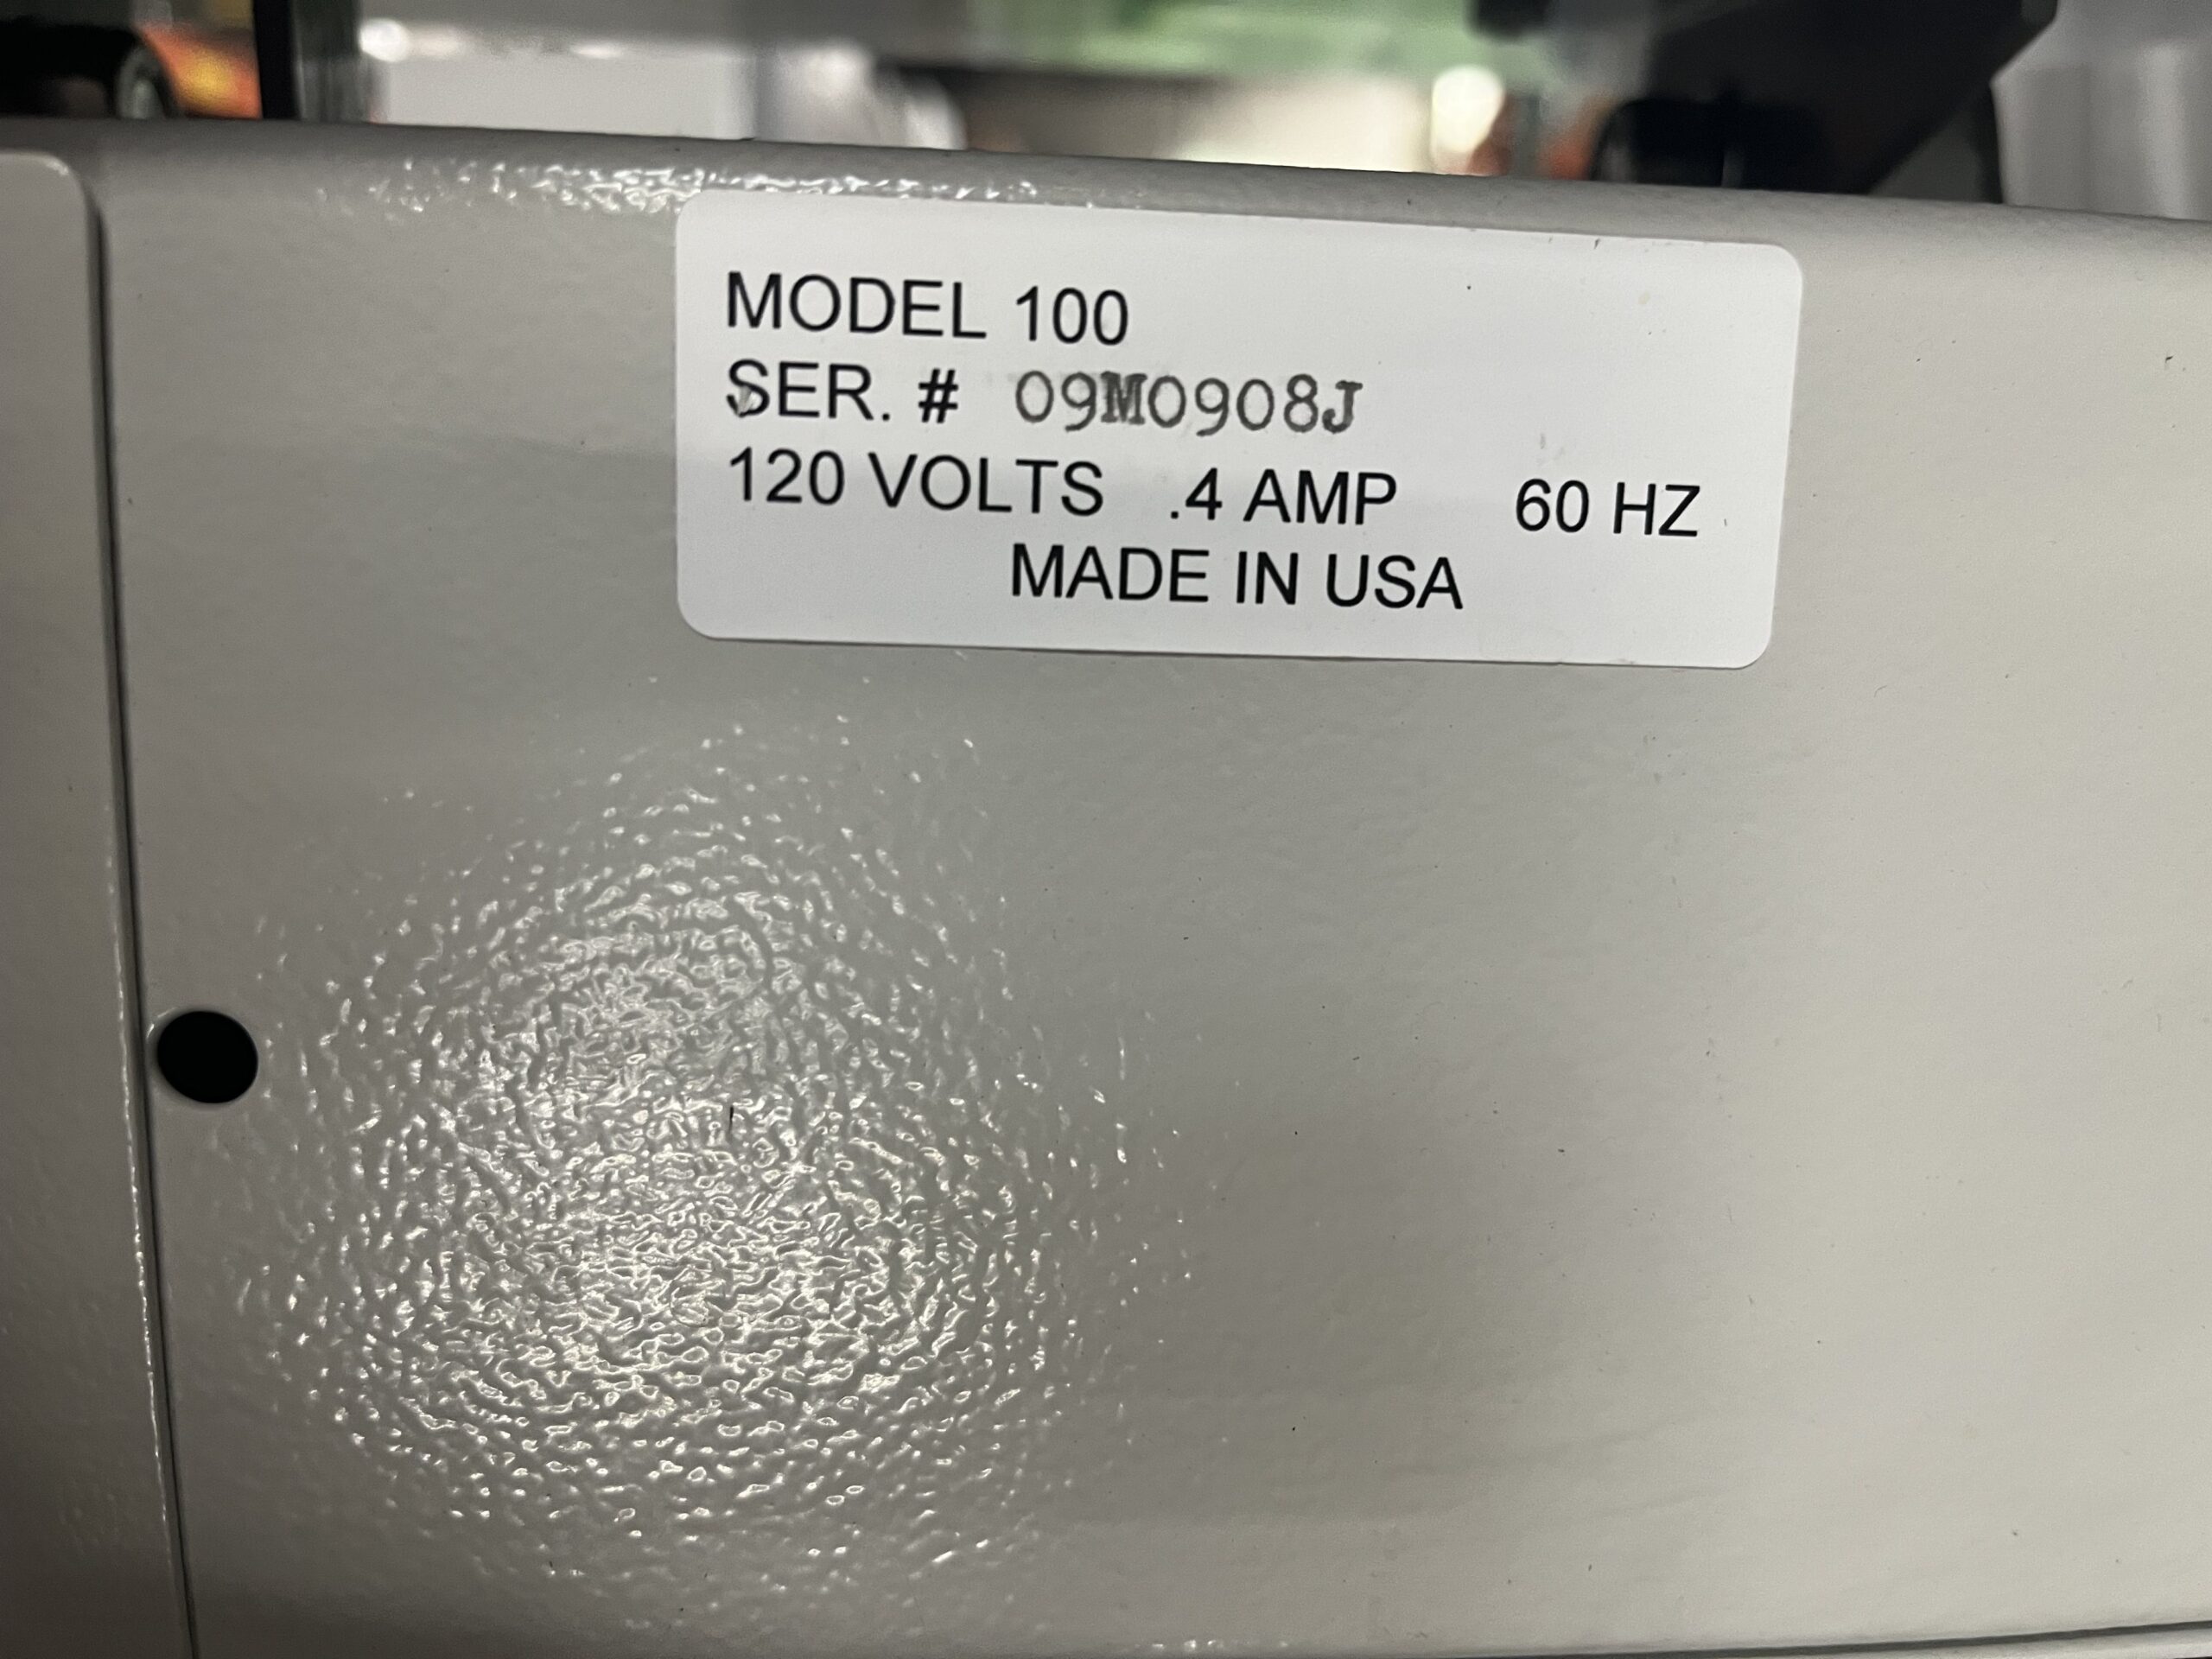 MODEL 100
SER. # 09M0908J
120 VOLTS .4 AMP 60 HZ
MADE IN USA